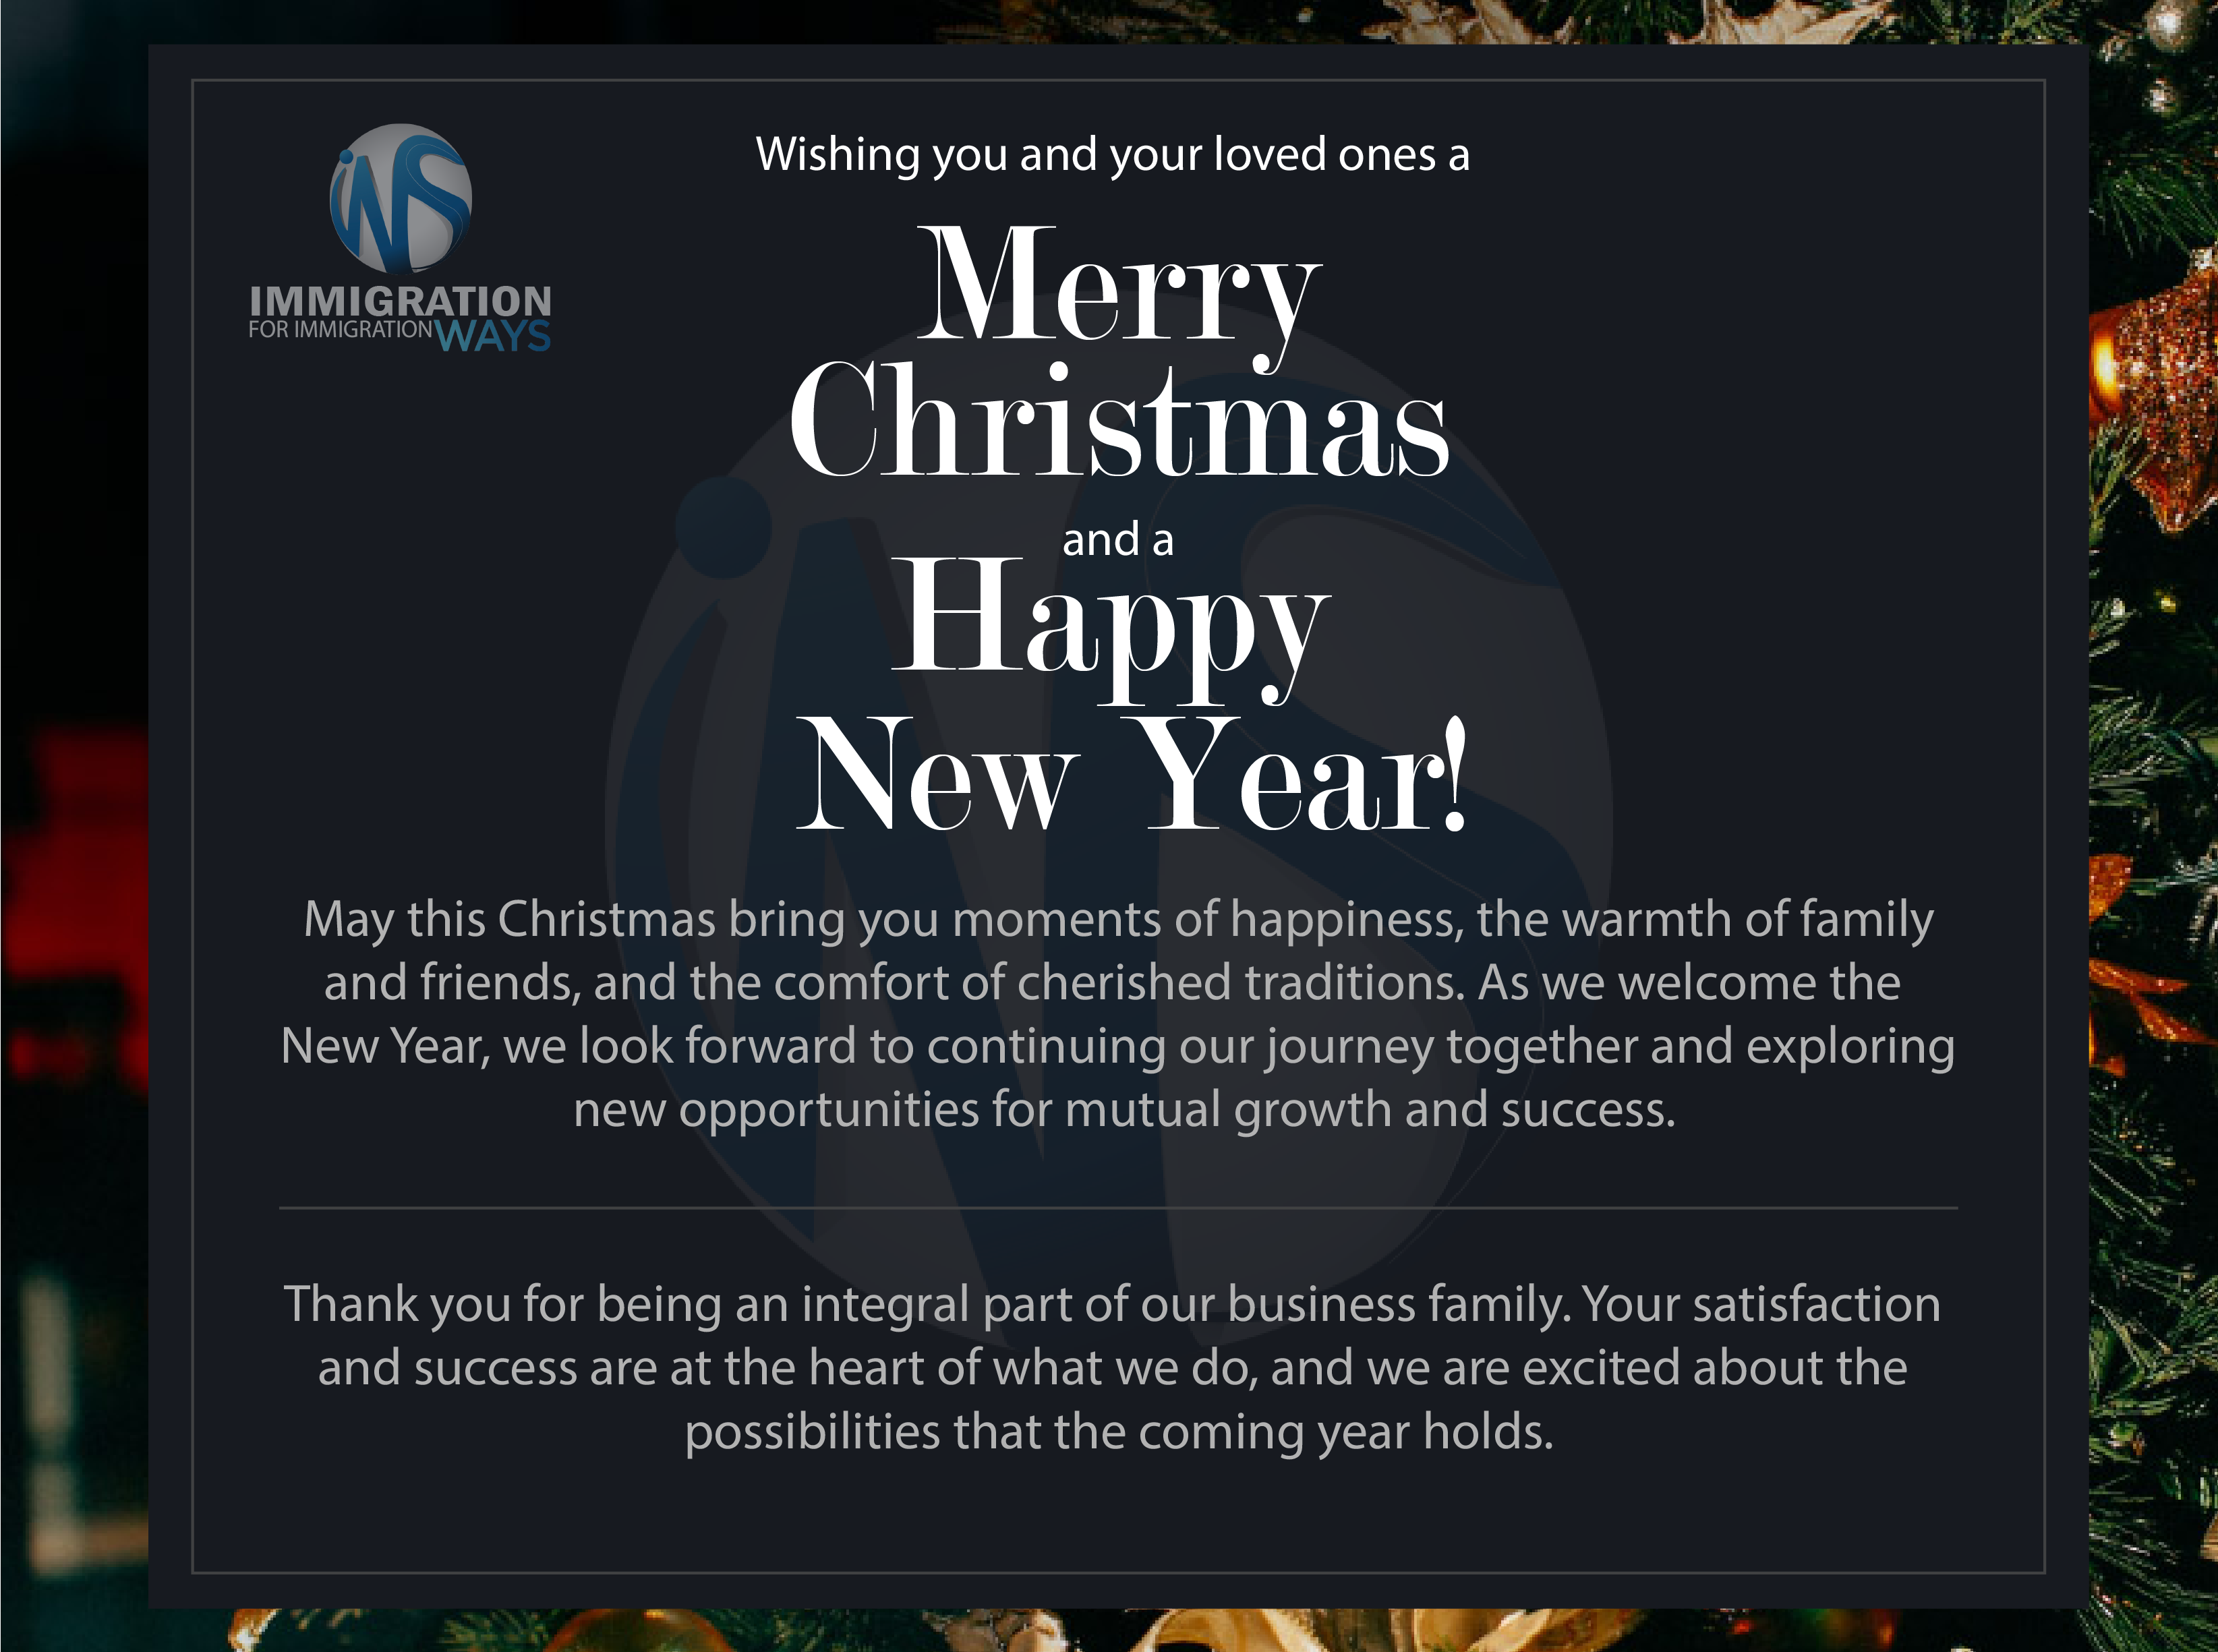 iNS
IMMIGRATION
FOR IMMIGRATION WAYS
Wishing you and your loved ones a
Merry
Christmas
and a
Happy
New Year!
May this Christmas bring you moments of happiness, the warmth of family
and friends, and the comfort of cherished traditions. As we welcome the
New Year, we look forward to continuing our journey together and exploring
new opportunities for mutual growth and success.
Thank you for being an integral part of our business family. Your satisfaction
and success are at the heart of what we do, and we are excited about the
possibilities that the coming year holds.